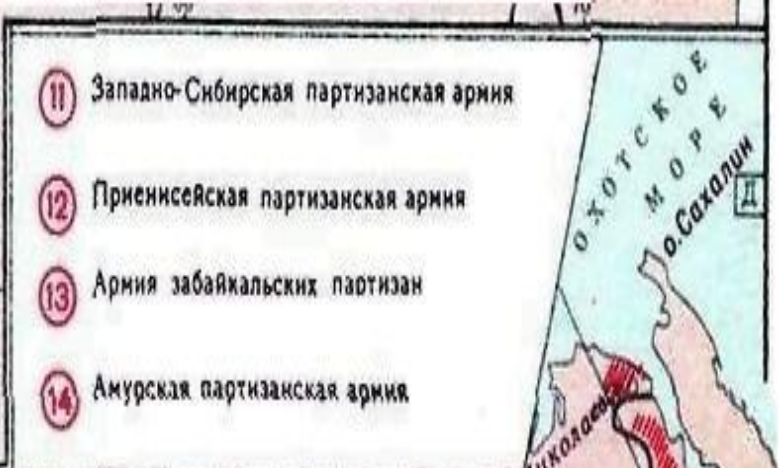 11 Западно-Сибирская партизанская армия
12 Приенисейская партизанская армия
13 Армия забайкальских партизан
14 Амурская партизанская армия
ОХОТСКОЕ
МОРЕ
о.Сахалин
Д